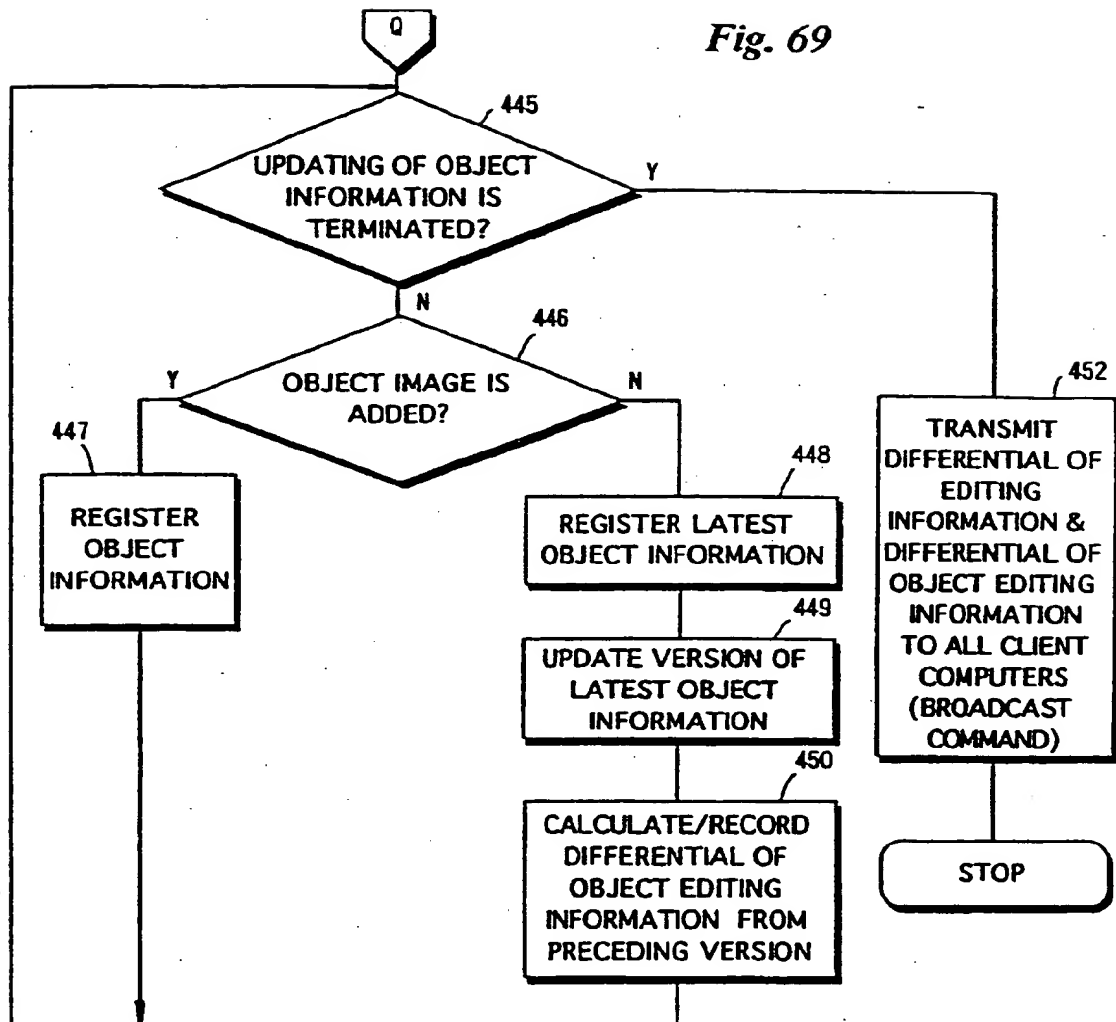 Q
Fig. 69
445
UPDATING OF OBJECT
INFORMATION IS
TERMINATED?
Y
N
446
OBJECT IMAGE IS
ADDED?
Y
N
447
REGISTER
OBJECT
INFORMATION
448
REGISTER LATEST
OBJECT INFORMATION
449
UPDATE VERSION OF
LATEST OBJECT
INFORMATION
450
CALCULATE/RECORD
DIFFERENTIAL OF
OBJECT EDITING
INFORMATION FROM
PRECEDING VERSION
452
TRANSMIT
DIFFERENTIAL OF
EDITING
INFORMATION &
DIFFERENTIAL OF
OBJECT EDITING
INFORMATION
TO ALL CLIENT
COMPUTERS
(BROADCAST
COMMAND)
STOP